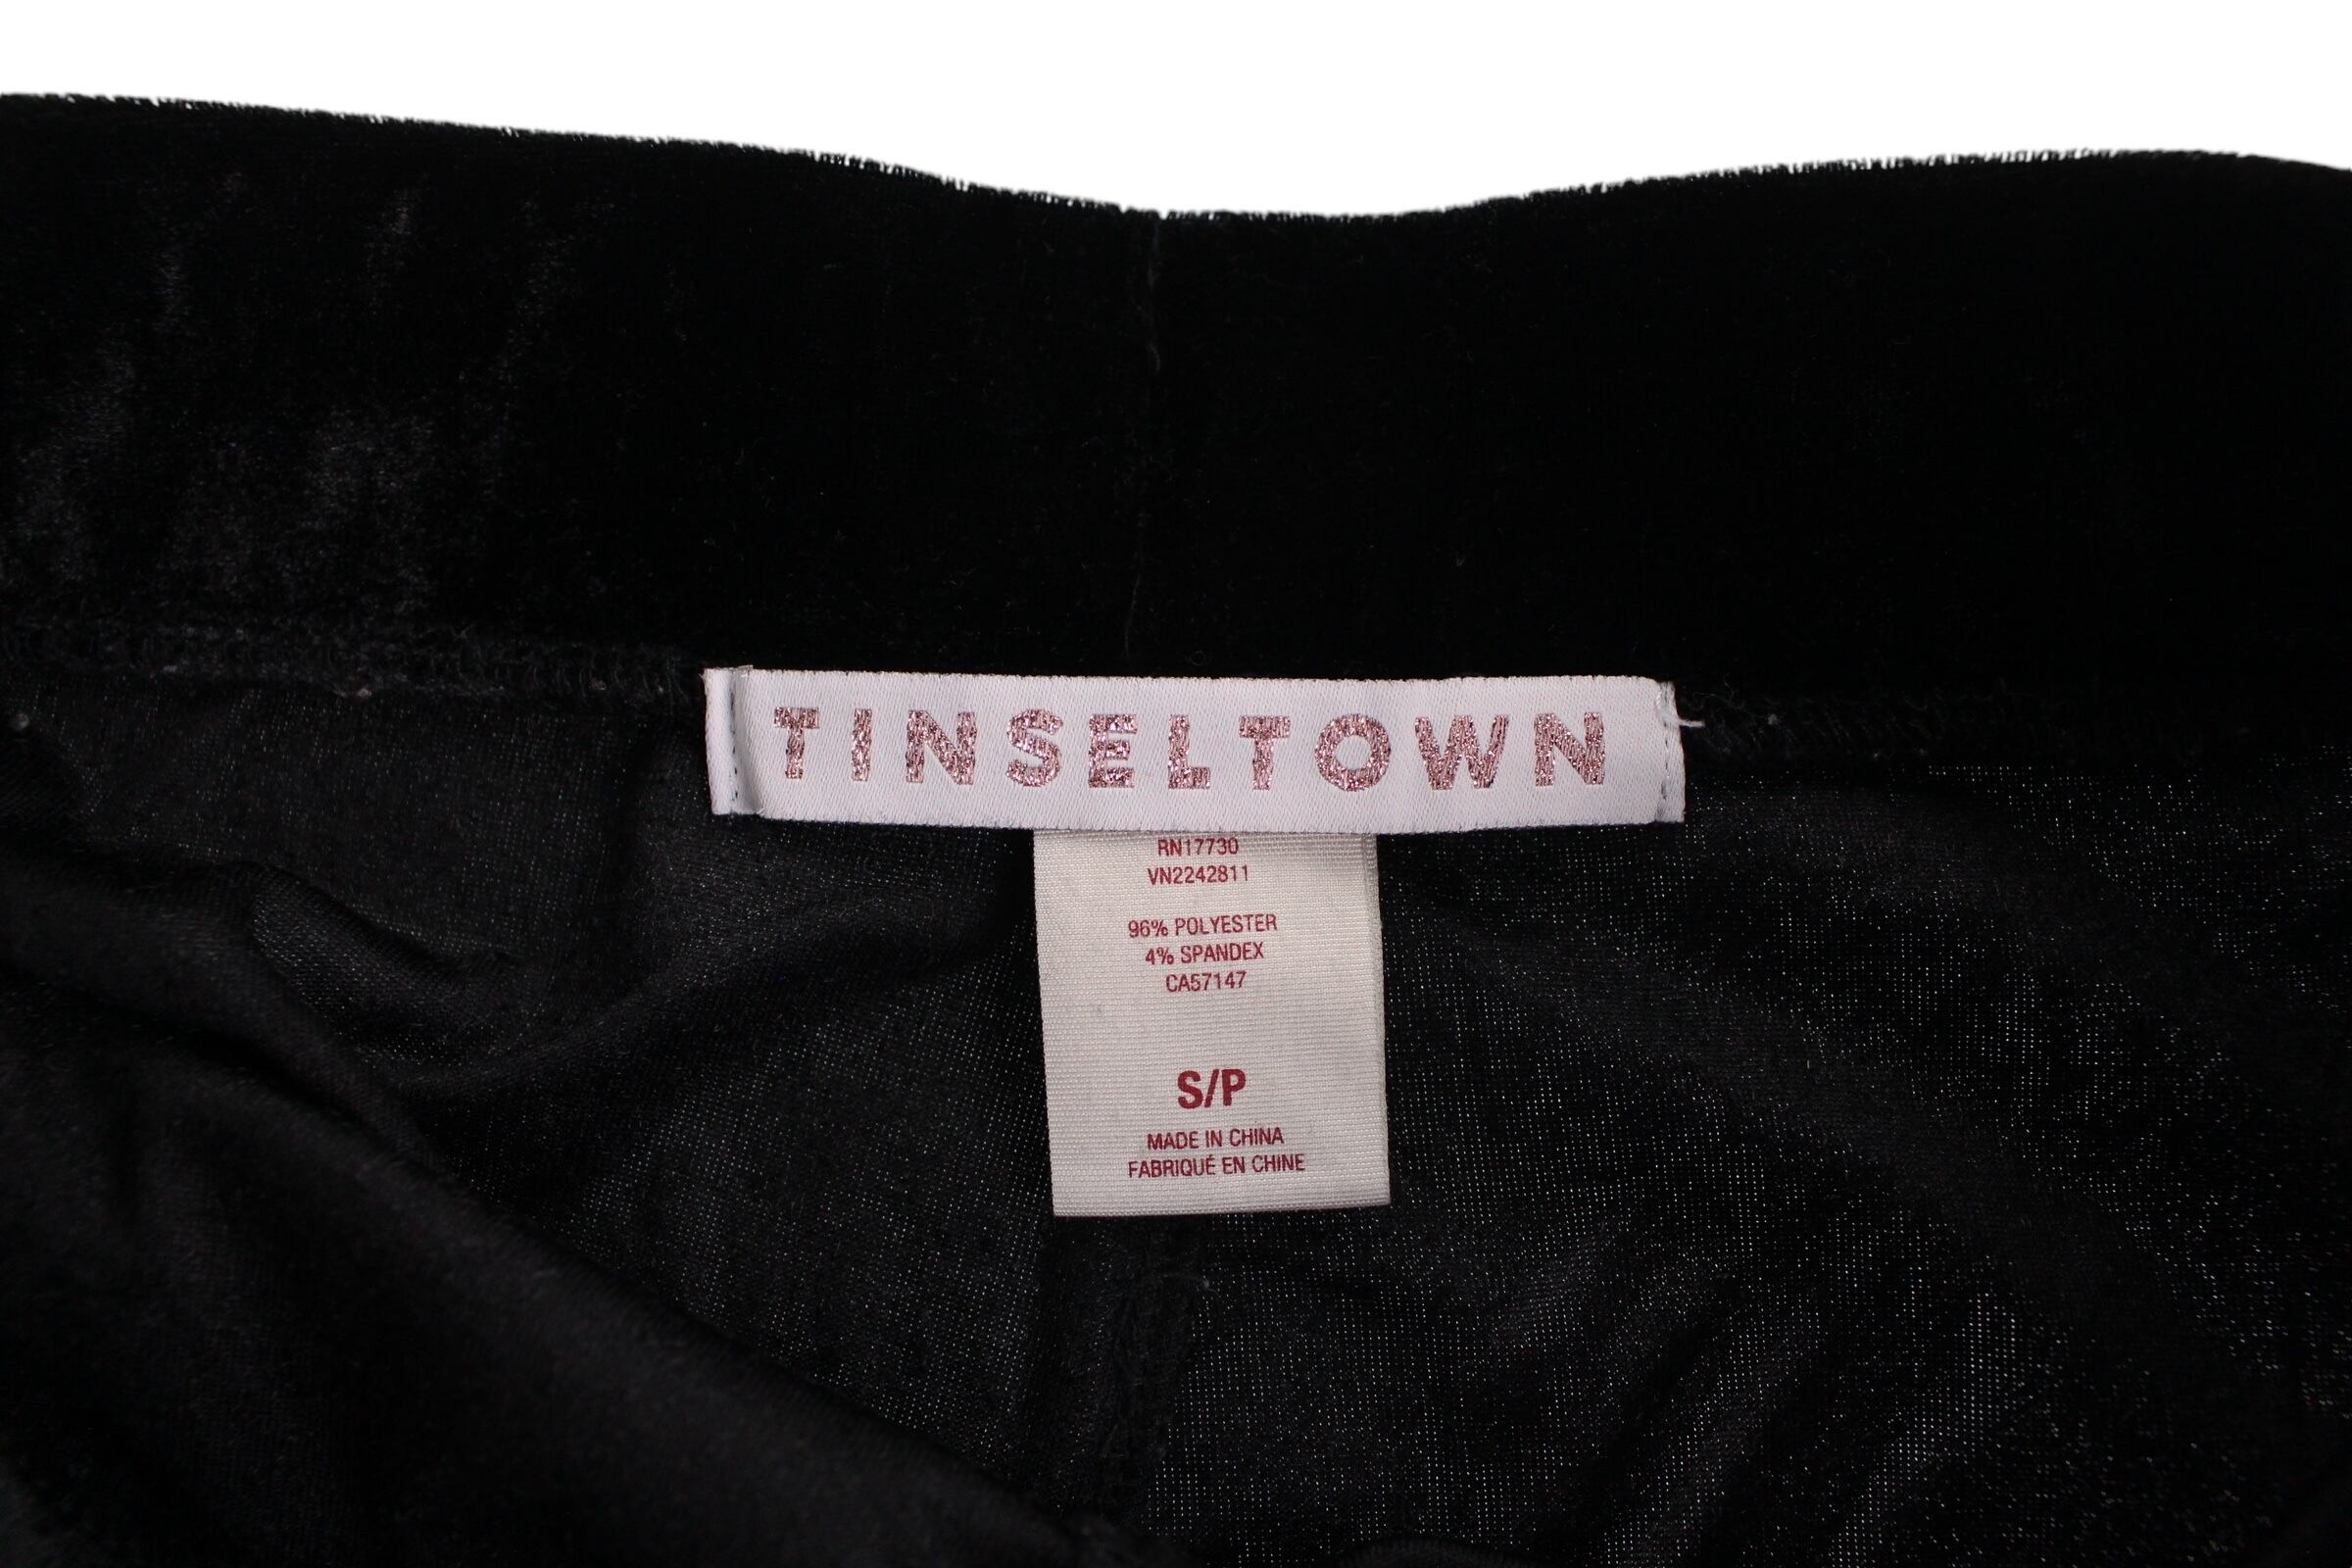 TINSELTOWN
RN17730
VN2242811
96% POLYESTER
4% SPANDEX
CA57147
S/P
MADE IN CHINA
FABRIQUÉ EN CHINE